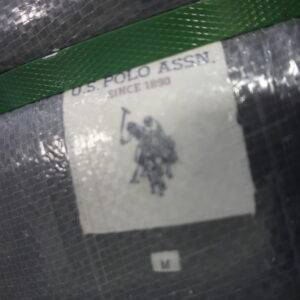 U.S. POLO ASSN.
SINCE 1890
M